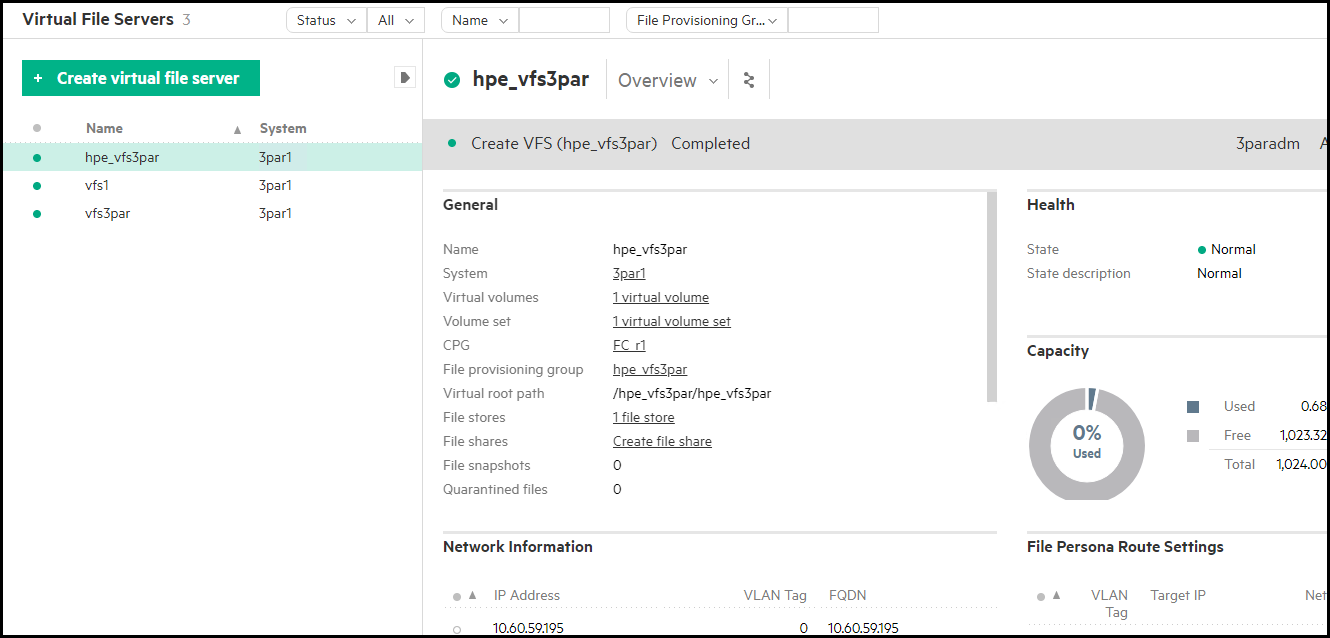 Virtual File Servers 3 Status All Name File Provisioning Gr...
+ Create virtual file server
Name System
hpe_vfs3par 3par1
vfs1 3par1
vfs3par 3par1
hpe_vfs3par Overview
Create VFS (hpe_vfs3par) Completed 3paradm
General
Name hpe_vfs3par
System 3par1
Virtual volumes 1 virtual volume
Volume set 1 virtual volume set
CPG FC_r1
File provisioning group hpe_vfs3par
Virtual root path /hpe_vfs3par/hpe_vfs3par
File stores 1 file store
File shares Create file share
File snapshots 0
Quarantined files 0
Health
State Normal
State description Normal
Capacity
0%
Used
Used 0.68
Free 1,023.32
Total 1,024.00
Network Information
IP Address VLAN Tag FQDN
10.60.59.195 0 10.60.59.195
File Persona Route Settings
VLAN Target IP Net
Tag